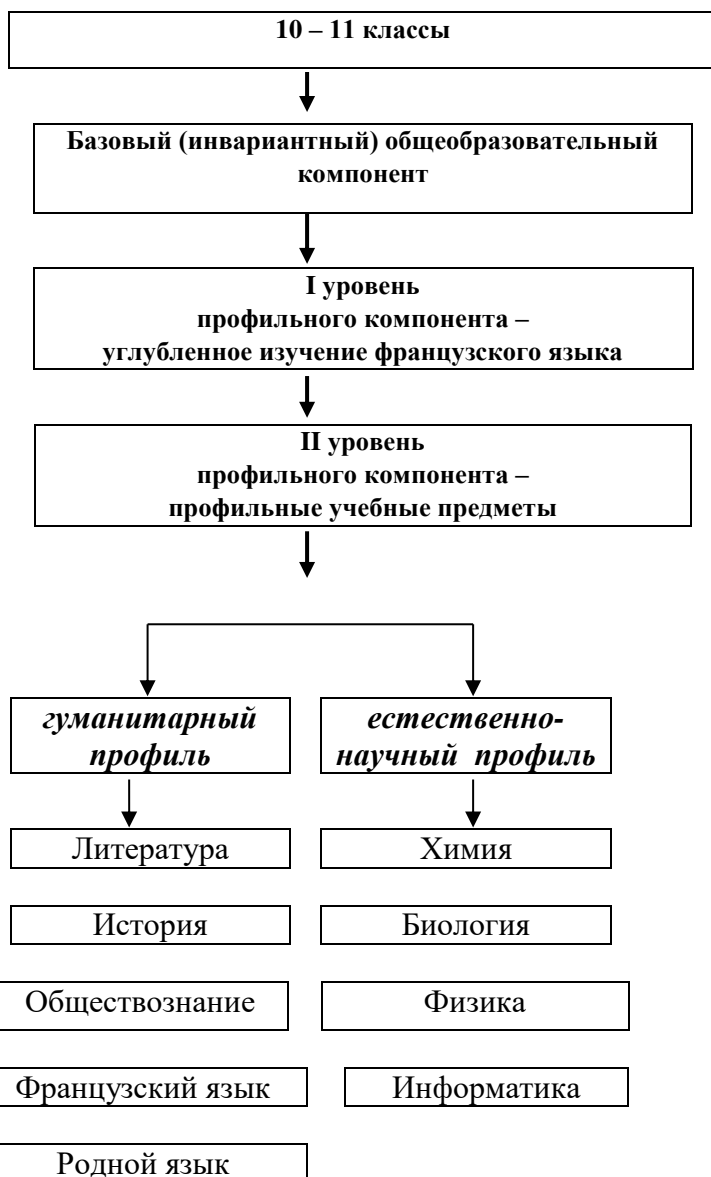 10 – 11 классы
Базовый (инвариантный) общеобразовательный
компонент
I уровень
профильного компонента –
углубленное изучение французского языка
II уровень
профильного компонента –
профильные учебные предметы
гуманитарный
профиль
естественно-
научный профиль
Литература
Химия
История
Биология
Обществознание
Физика
Французский язык
Информатика
Родной язык